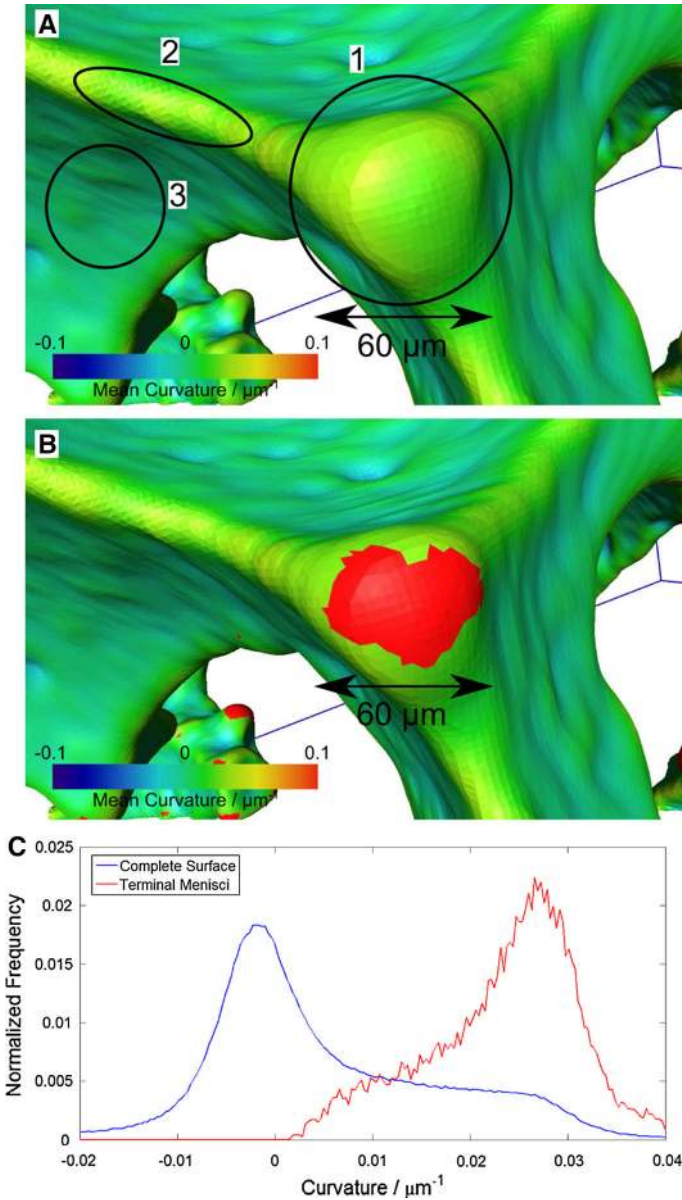 A
2
1
3
60 μm
-0.1 0 0.1
Mean Curvature / μm⁻¹
B
60 μm
-0.1 0 0.1
Mean Curvature / μm⁻¹
C
0.025
0.02
0.015
0.01
0.005
0
Normalized Frequency
Complete Surface
Terminal Menisci
-0.02 -0.01 0 0.01 0.02 0.03 0.04
Curvature / μm⁻¹